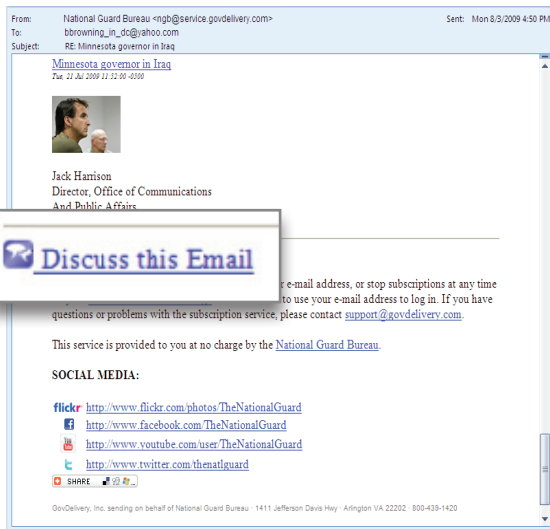 From: National Guard Bureau <ngb@service.govdelivery.com> Sent: Mon 8/3/2009 4:50 PM
To: bbrowning_in_dc@yahoo.com
Subject: RE: Minnesota governor in Iraq
Minnesota governor in Iraq
Tue, 21 Jul 2009 11:52:00 -0500
Jack Harrison
Director, Office of Communications
And Public Affairs
Discuss this Email
r e-mail address, or stop subscriptions at any time
to use your e-mail address to log in. If you have
questions or problems with the subscription service, please contact support@govdelivery.com.
This service is provided to you at no charge by the National Guard Bureau.
SOCIAL MEDIA:
flickr http://www.flickr.com/photos/TheNationalGuard
http://www.facebook.com/TheNationalGuard
You Tube http://www.youtube.com/user/TheNationalGuard
http://www.twitter.com/thenatlguard
SHARE
GovDelivery, Inc. sending on behalf of National Guard Bureau · 1411 Jefferson Davis Hwy · Arlington VA 22202 · 800-439-1420